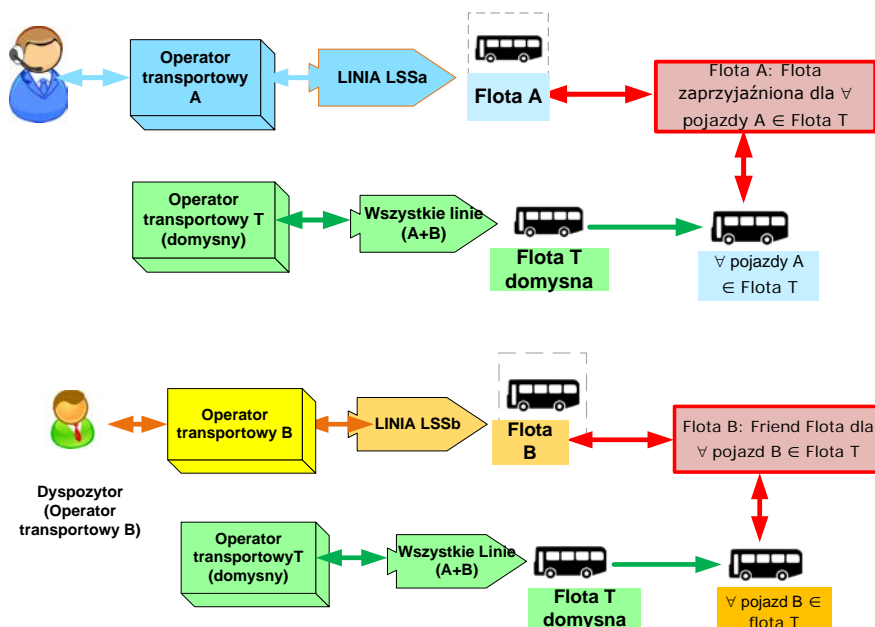 Operator
transportowy
A
LINIA LSSa
Flota A
Flota A: Flota
zaprzyjaźniona dla ∀
pojazdy A ∈ Flota T
Operator
transportowy T
(domysny)
Wszystkie linie
(A+B)
Flota T
domysna
∀ pojazdy A
∈ Flota T
Operator
transportowy B
LINIA LSSb
Flota
B
Flota B: Friend Flota dla
∀ pojazd B ∈ Flota T
Dyspozytor
(Operator
transportowy B)
Operator
transportowyT
(domysny)
Wszystkie Linie
(A+B)
Flota T
domysna
∀ pojazd B ∈
flota T